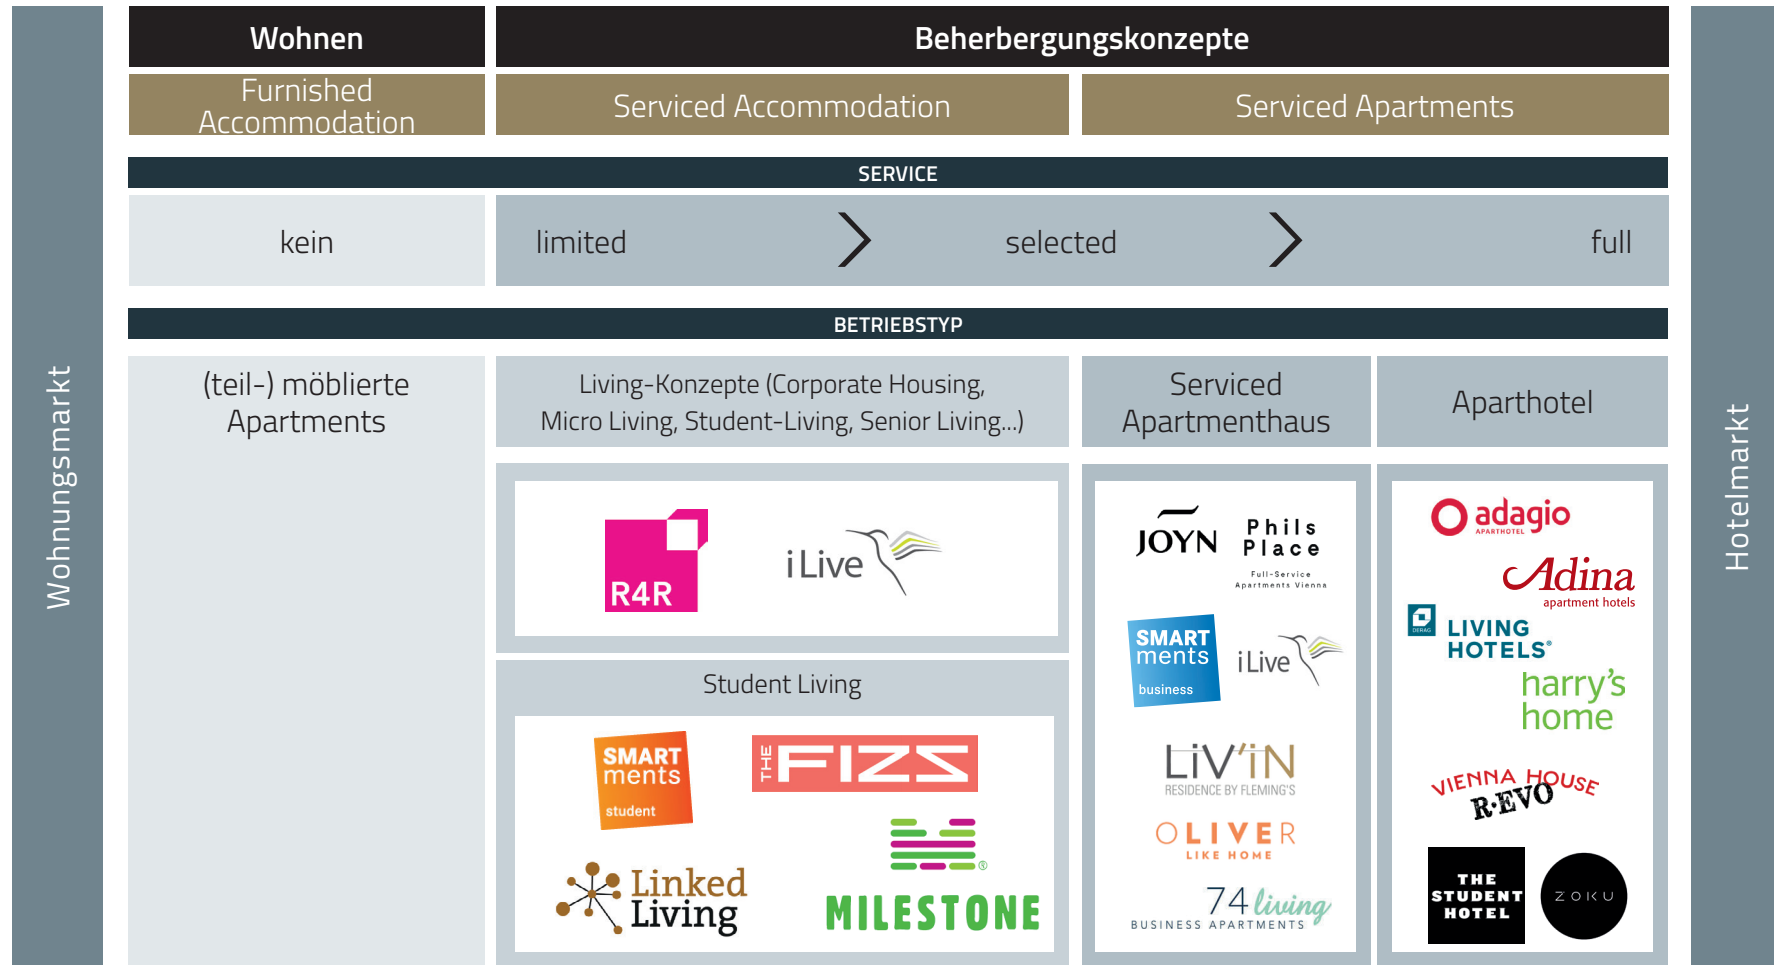 Wohnungsmarkt
Wohnen
Beherbergungskonzepte
Furnished
Accommodation
Serviced Accommodation
Serviced Apartments
SERVICE
kein
limited
selected
full
BETRIEBSTYP
(teil-) möblierte
Apartments
Living-Konzepte (Corporate Housing,
Micro Living, Student-Living, Senior Living...)
Serviced
Apartmenthaus
Aparthotel
R4R
iLive
Student Living
SMART
ments
student
THE FIZZ
Linked
Living
®
MILESTONE
JOYN
Phils
Place
Full-Service
Apartments Vienna
SMART
ments
business
iLive
LiV'iN
RESIDENCE BY FLEMING'S
OLIVER
LIKE HOME
74 living
BUSINESS APARTMENTS
adagio
APARTHOTEL
Adina
apartment hotels
DERAG
LIVING
HOTELS®
harry's
home
VIENNA HOUSE
R·EVO
THE
STUDENT
HOTEL
ZOKU
Hotelmarkt